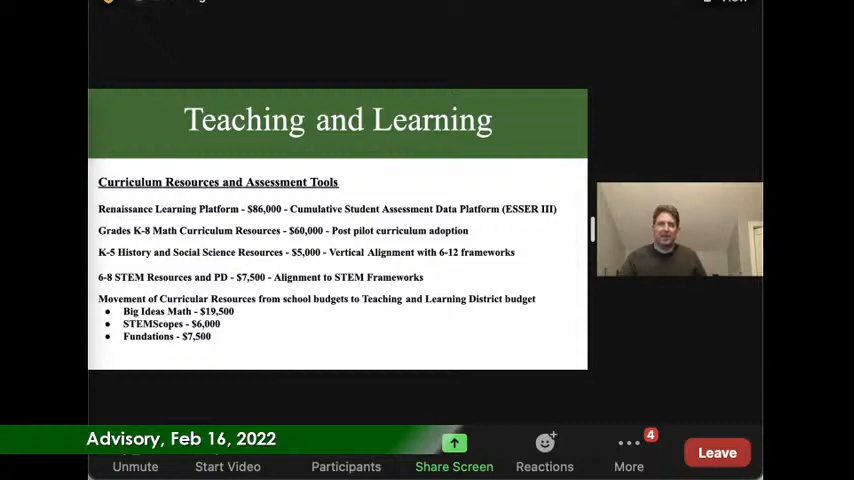 Teaching and Learning
Curriculum Resources and Assessment Tools
Renaissance Learning Platform - $86,000 - Cumulative Student Assessment Data Platform (ESSER III)
Grades K-8 Math Curriculum Resources - $60,000 - Post pilot curriculum adoption
K-5 History and Social Science Resources - $5,000 - Vertical Alignment with 6-12 frameworks
6-8 STEM Resources and PD - $7,500 - Alignment to STEM Frameworks
Movement of Curricular Resources from school budgets to Teaching and Learning District budget
● Big Ideas Math - $19,500
● STEMScopes - $6,000
● Fundations - $7,500
Advisory, Feb 16, 2022
4
Unmute Start Video Participants Share Screen Reactions More Leave